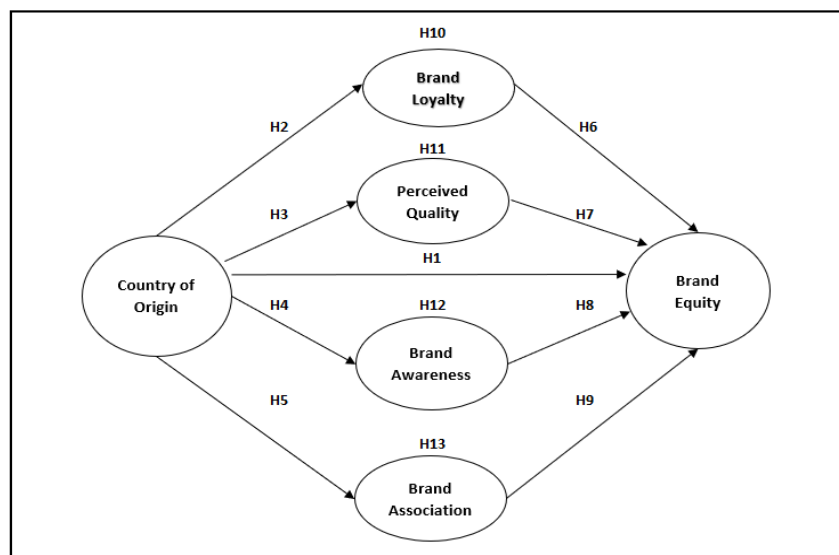 H10
Brand
Loyalty
H2
H6
H11
Perceived
Quality
H3
H7
H1
Country of
Origin
Brand
Equity
H4
H12
H8
Brand
Awareness
H5
H9
H13
Brand
Association